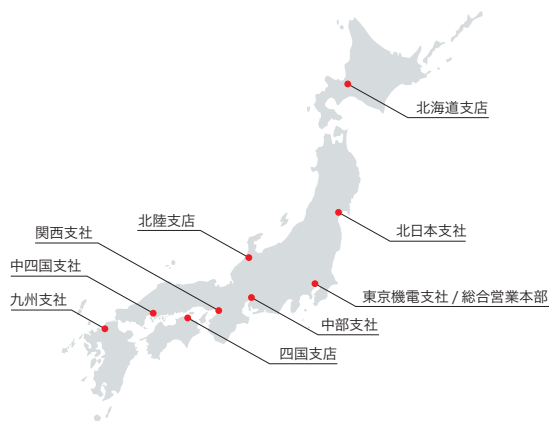 北海道支店
北陸支店
北日本支社
関西支社
中四国支社
九州支社
東京機電支社 / 総合営業本部
中部支社
四国支店